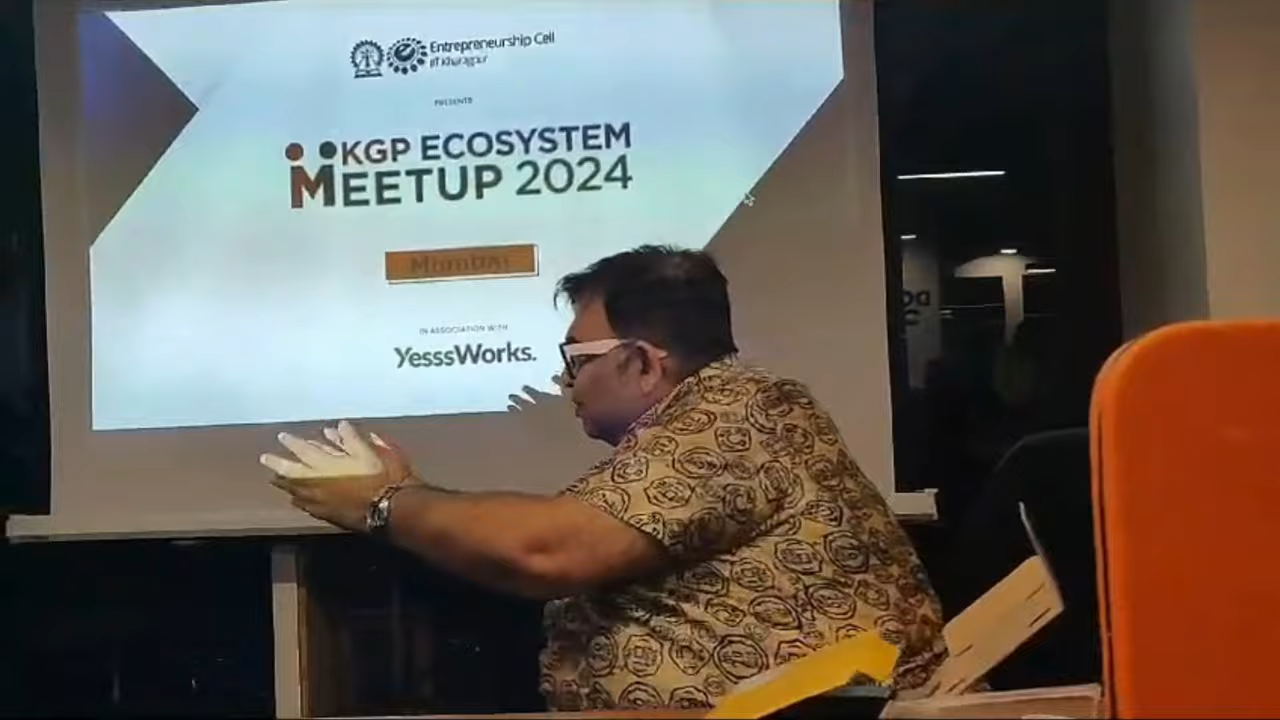 Entrepreneurship Cell
IIT Kharagpur
PRESENTS
KGP ECOSYSTEM
MEETUP 2024
Mumbai
IN ASSOCIATION WITH
YesssWorks.